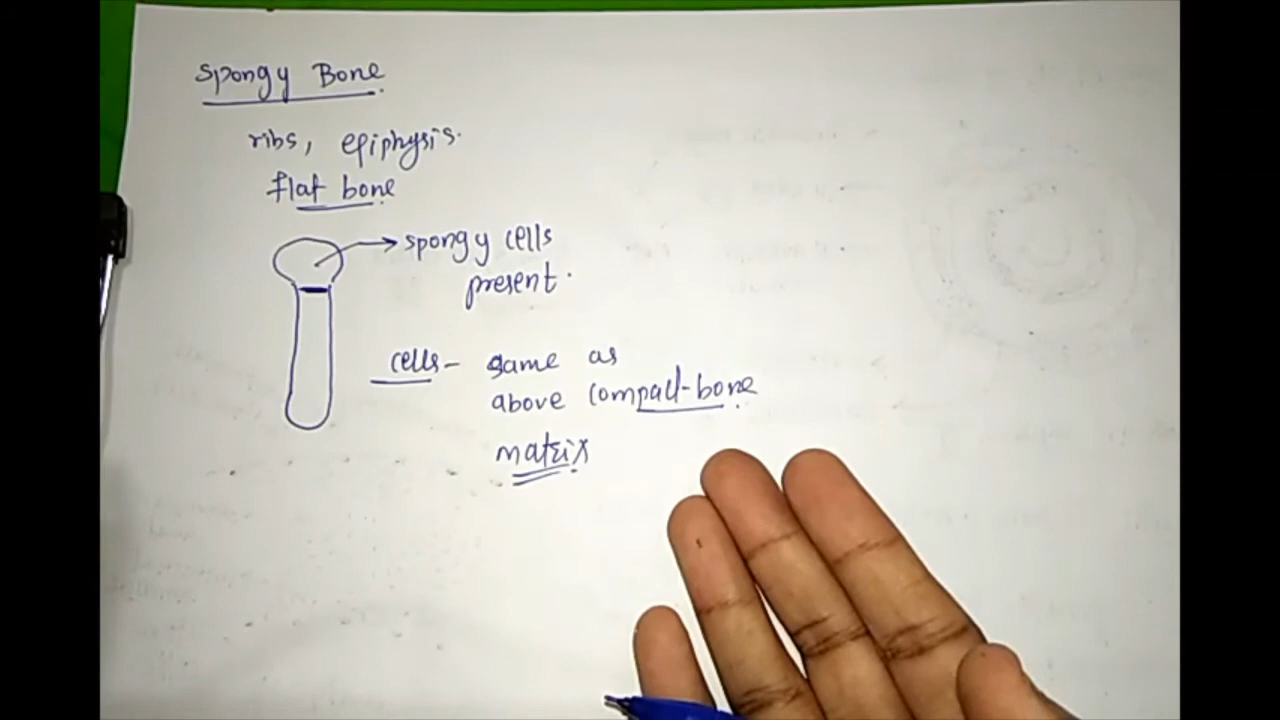 Spongy Bone
ribs, epiphysis.
flat bone
spongy cells
present.
cells - same as
above compact-bone
matrix